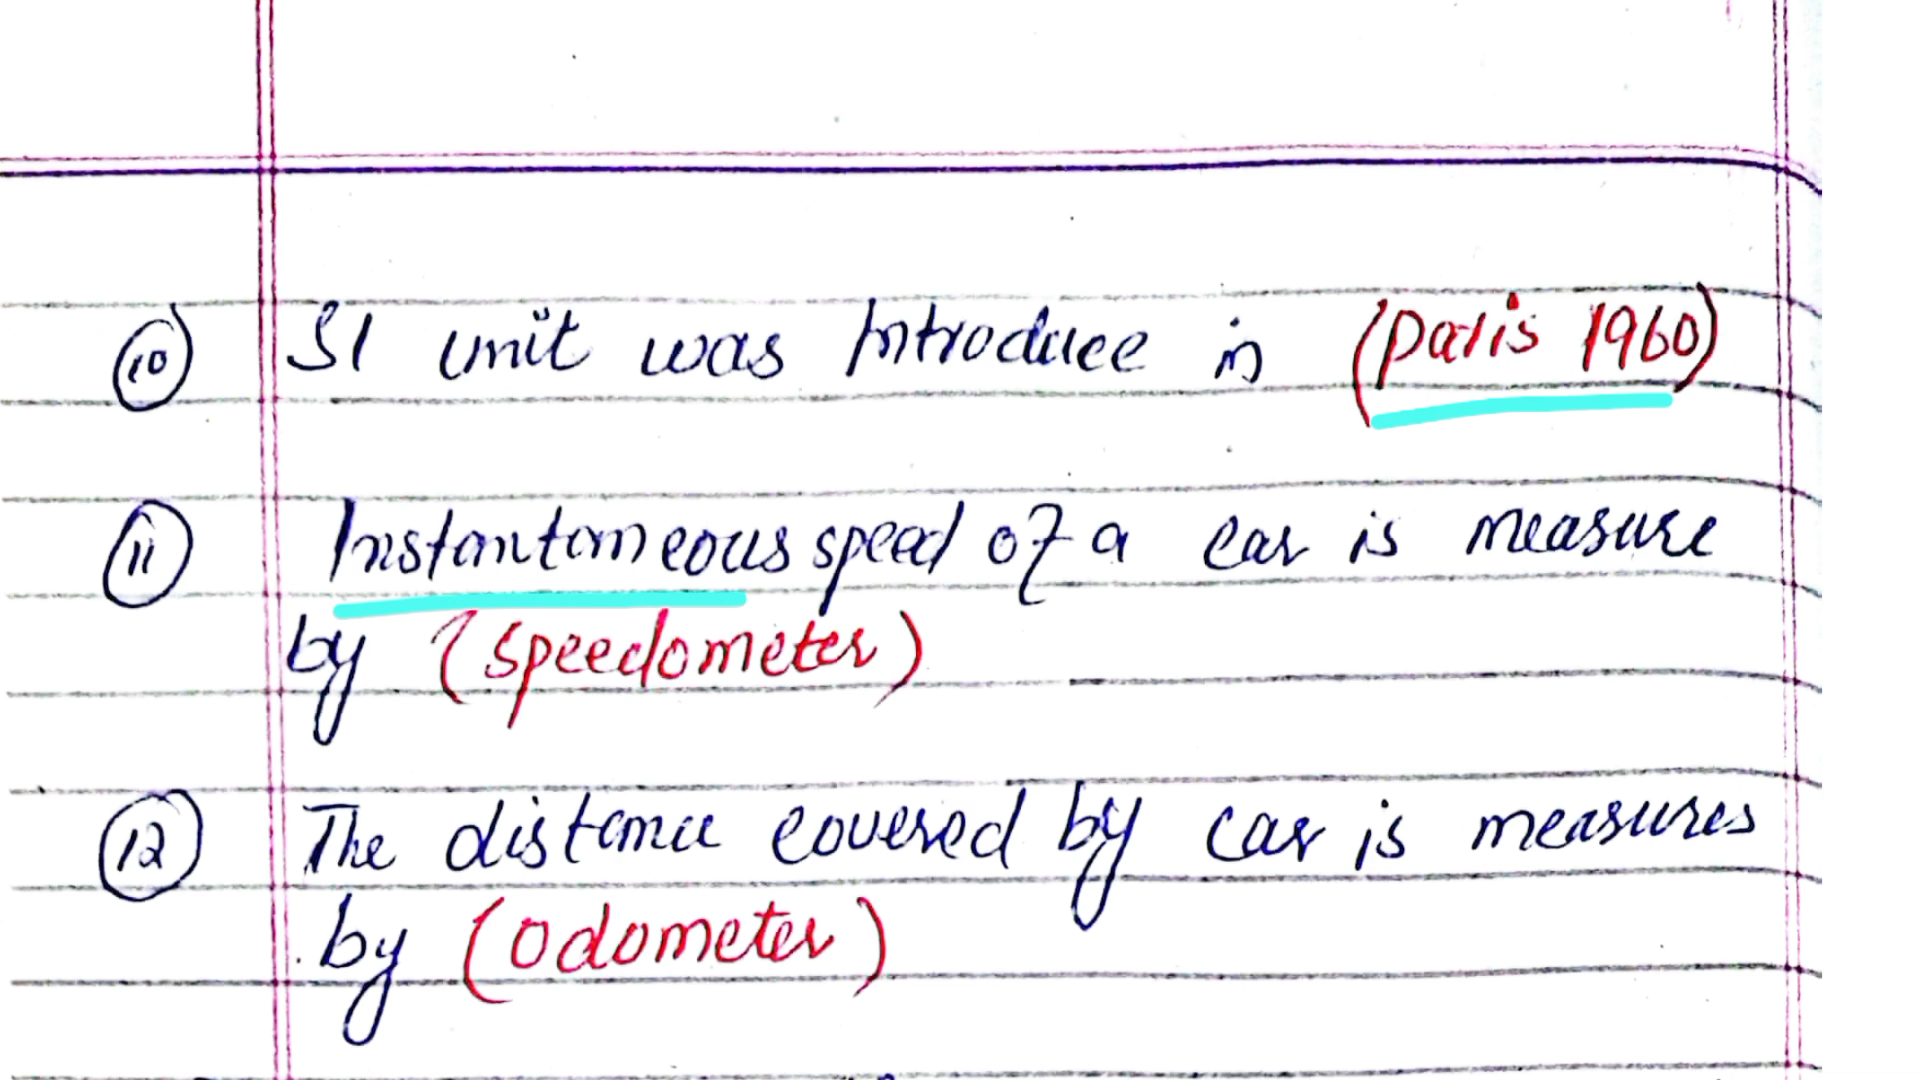 10 SI unit was Introduce in (Paris 1960)
11 Instantaneous speed of a car is measure
by (speedometer)
12 The distance covered by car is measures
by (Odometer)